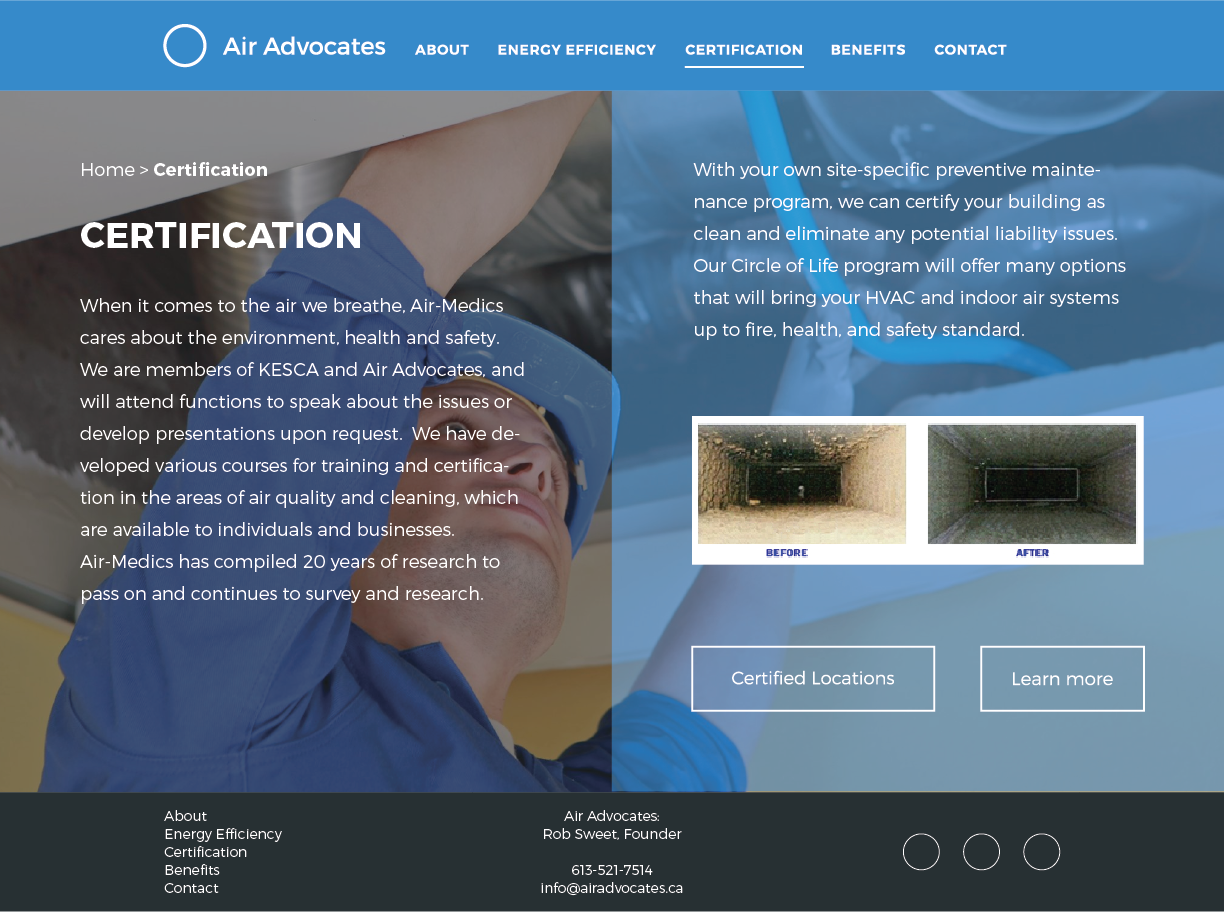 Air Advocates
ABOUT
ENERGY EFFICIENCY
CERTIFICATION
BENEFITS
CONTACT
Home > Certification
CERTIFICATION
When it comes to the air we breathe, Air-Medics
cares about the environment, health and safety.
We are members of KESCA and Air Advocates, and
will attend functions to speak about the issues or
develop presentations upon request.  We have de-
veloped various courses for training and certifica-
tion in the areas of air quality and cleaning, which
are available to individuals and businesses.
Air-Medics has compiled 20 years of research to
pass on and continues to survey and research.
With your own site-specific preventive mainte-
nance program, we can certify your building as
clean and eliminate any potential liability issues.
Our Circle of Life program will offer many options
that will bring your HVAC and indoor air systems
up to fire, health, and safety standard.
BEFORE
AFTER
Certified Locations
Learn more
About
Energy Efficiency
Certification
Benefits
Contact
Air Advocates:
Rob Sweet, Founder
613-521-7514
info@airadvocates.ca